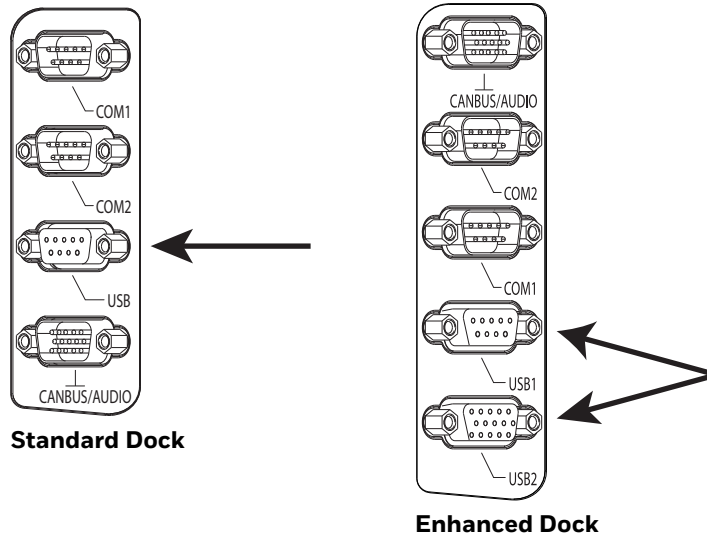 COM1
COM2
USB
CANBUS/AUDIO
Standard Dock
CANBUS/AUDIO
COM2
COM1
USB1
USB2
Enhanced Dock